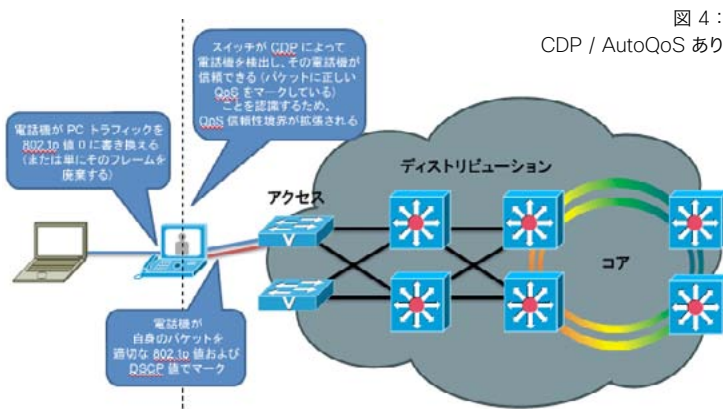 図 4：
CDP / AutoQoS あり
スイッチが CDP によって
電話機を検出し、その電話機が
信頼できる (パケットに正しい
QoS をマークしている)
ことを認識するため、
QoS 信頼性境界が拡張される
電話機が PC トラフィックを
802.1p 値 0 に書き換える
(または単にそのフレームを
廃棄する)
ディストリビューション
アクセス
コア
V
V
電話機が
自身のパケットを
適切な 802.1p 値および
DSCP 値でマーク